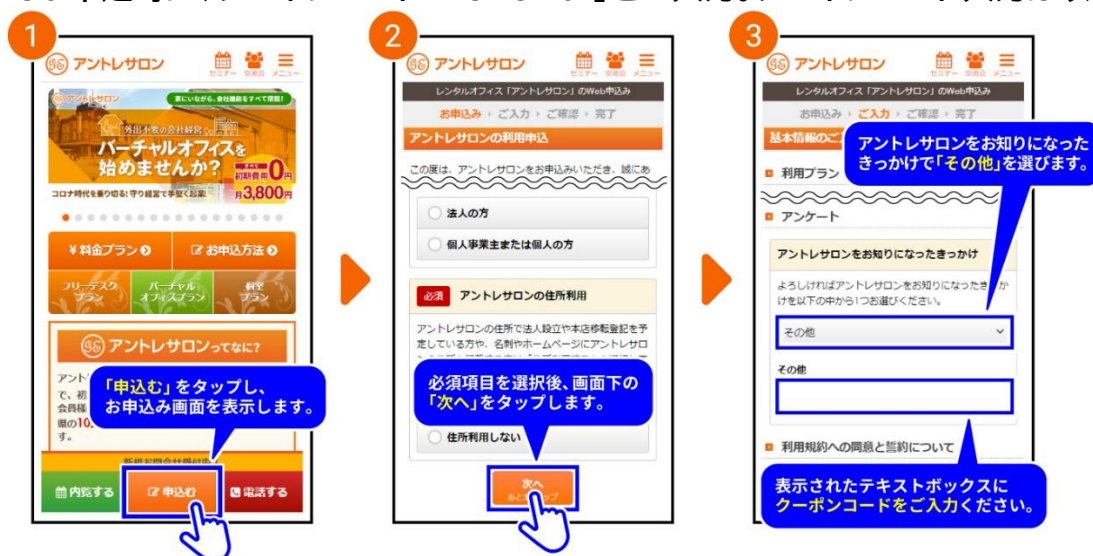 1
アントレサロン
セミナー 交流会 メニュー
アントレサロン
家にいながら、会社機能をすべて搭載!
外出不要の会社経営
バーチャルオフィスを
始めませんか?
初期費用0円
コロナ時代を乗り切る!守り経営で手堅く起業
月3,800円
¥料金プラン
お申込方法
フリーデスク
プラン
バーチャル
オフィスプラン
個室
プラン
アントレサロンってなに?
「申込む」をタップし、
お申込み画面を表示します。
内覧する
申込む
電話する
2
アントレサロン
セミナー 交流会 メニュー
レンタルオフィス「アントレサロン」のWeb申込み
お申込み › ご入力 › ご確認 › 完了
アントレサロンの利用申込
この度は、アントレサロンをお申込みいただき、誠にあ
法人の方
個人事業主または個人の方
必須 アントレサロンの住所利用
アントレサロンの住所で法人設立や本店移転登記を予
定している方や、名刺やホームページにアントレサロ
必須項目を選択後、画面下の
「次へ」をタップします。
住所利用しない
次へ
3
アントレサロン
セミナー 交流会 メニュー
レンタルオフィス「アントレサロン」のWeb申込み
お申込み › ご入力 › ご確認 › 完了
基本情報のご
アントレサロンをお知りになった
きっかけで「その他」を選びます。
利用プラン
アンケート
アントレサロンをお知りになったきっかけ
よろしければアントレサロンをお知りになったき
けを以下の中から1つお選びください。
その他
その他
利用規約への同意と誓約について
表示されたテキストボックスに
クーポンコードをご入力ください。